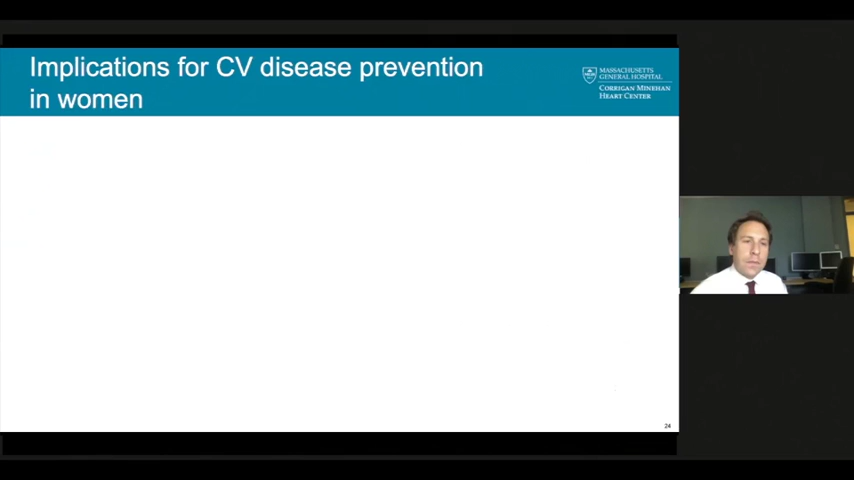 Implications for CV disease prevention
in women
MASSACHUSETTS
GENERAL HOSPITAL
CORRIGAN MINEHAN
HEART CENTER
24